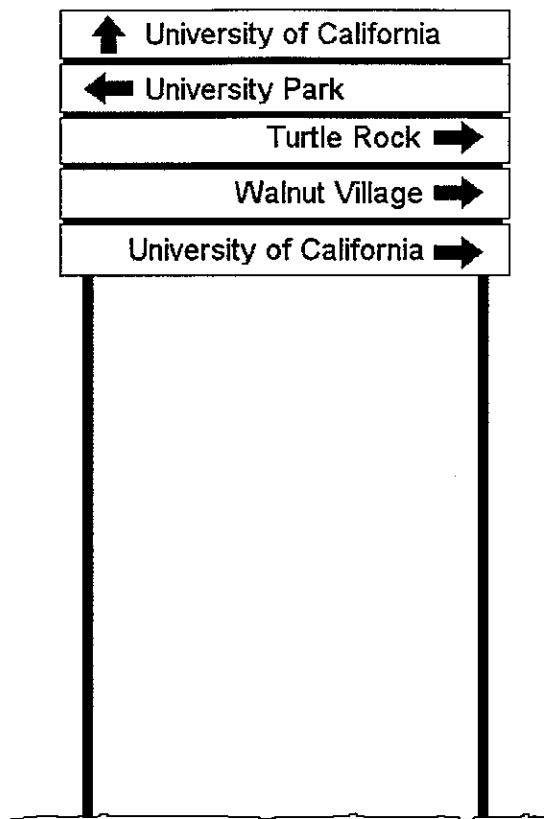 University of California
University Park
Turtle Rock
Walnut Village
University of California